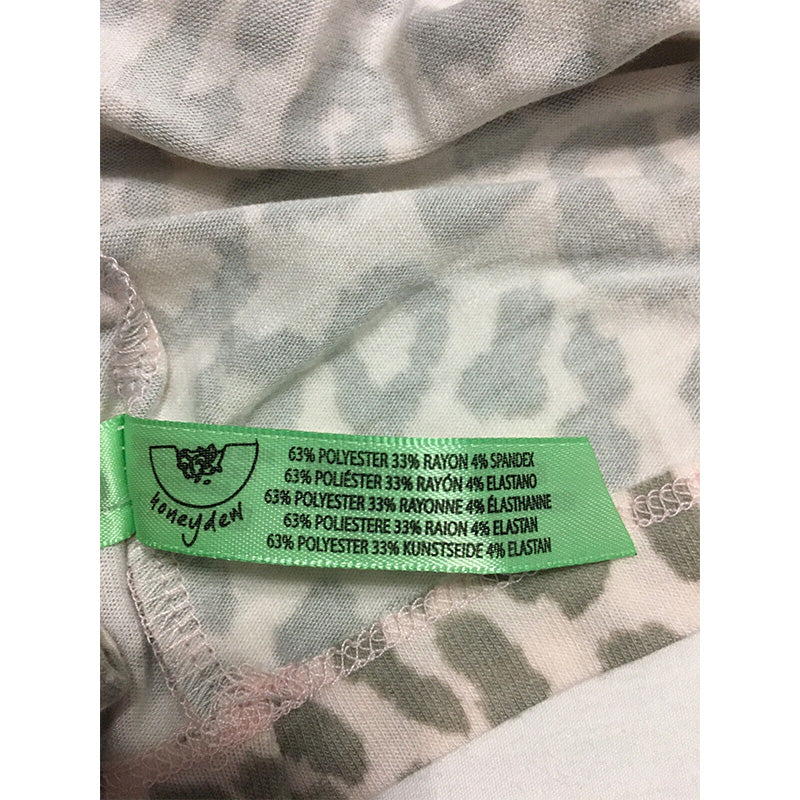 honeydew
63% POLYESTER 33% RAYON 4% SPANDEX
63% POLIÉSTER 33% RAYÓN 4% ELASTANO
63% POLYESTER 33% RAYONNE 4% ÉLASTHANNE
63% POLIESTERE 33% RAION 4% ELASTAN
63% POLYESTER 33% KUNSTSEIDE 4% ELASTAN